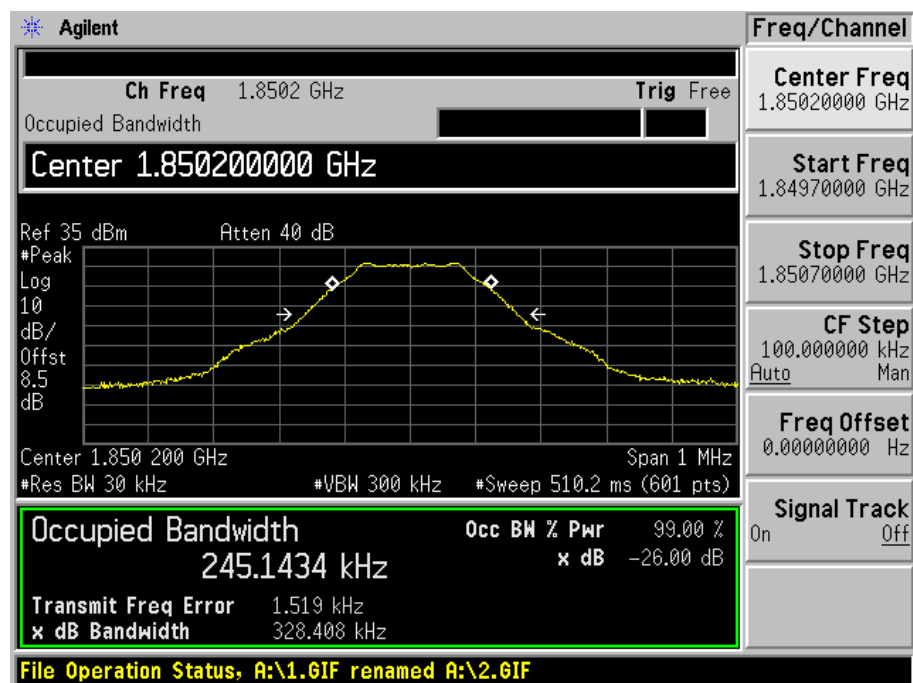 Agilent
Freq/Channel
Ch Freq 1.8502 GHz Trig Free
Occupied Bandwidth
Center 1.850200000 GHz
Ref 35 dBm Atten 40 dB
#Peak
Log
10
dB/
Offst
8.5
dB
Center 1.850 200 GHz Span 1 MHz
#Res BW 30 kHz #VBW 300 kHz #Sweep 510.2 ms (601 pts)
Occupied Bandwidth Occ BW % Pwr 99.00 %
245.1434 kHz x dB -26.00 dB
Transmit Freq Error 1.519 kHz
x dB Bandwidth 328.408 kHz
File Operation Status, A:\1.GIF renamed A:\2.GIF
Center Freq
1.85020000 GHz
Start Freq
1.84970000 GHz
Stop Freq
1.85070000 GHz
CF Step
100.000000 kHz
Auto Man
Freq Offset
0.00000000 Hz
Signal Track
On Off